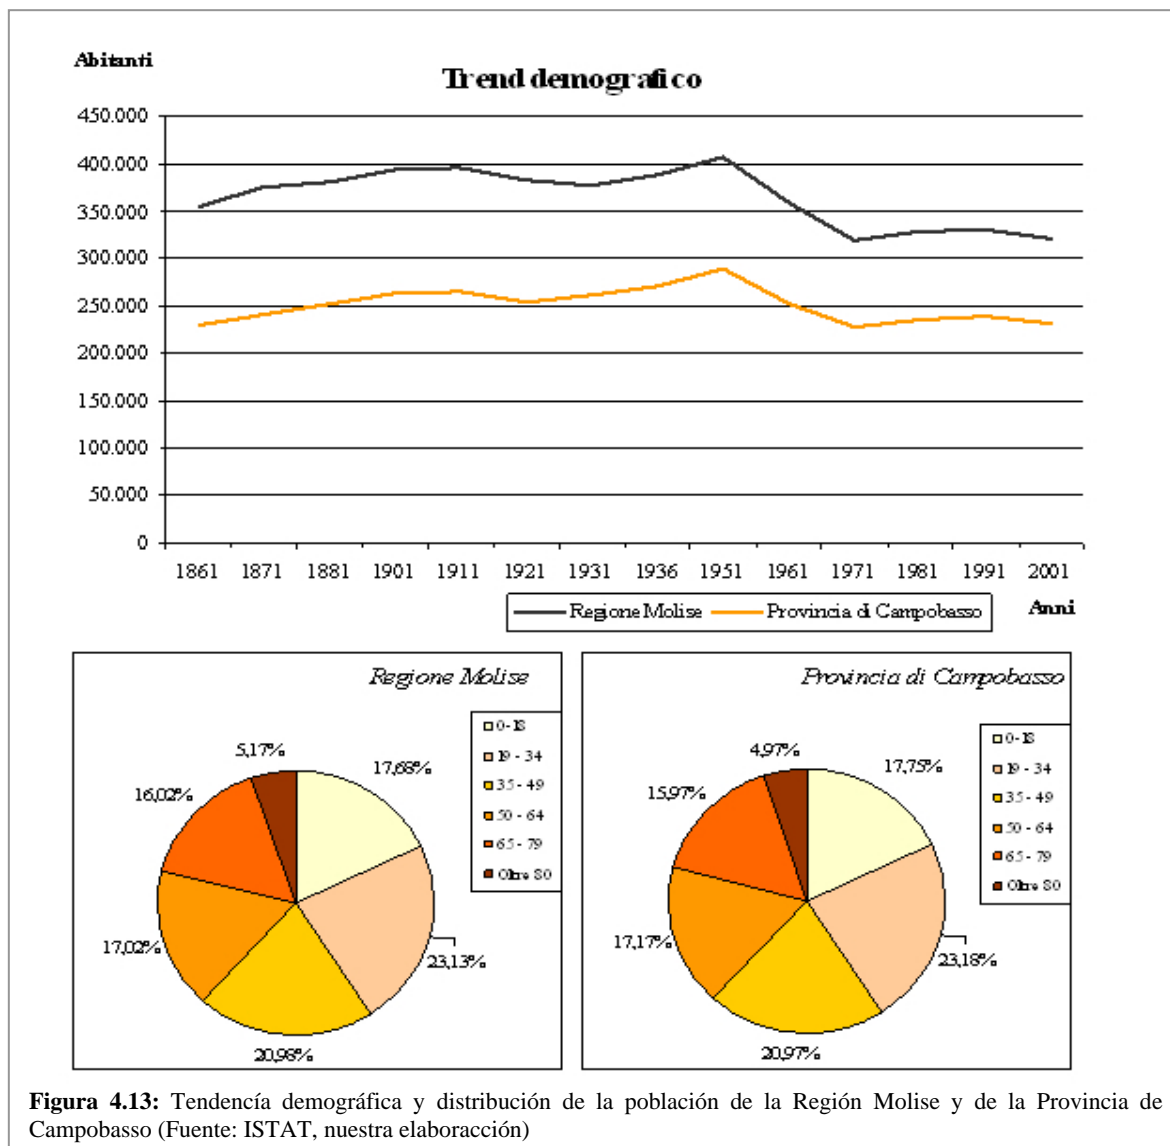 Abitanti
Trend demografico
450.000
400.000
350.000
300.000
250.000
200.000
150.000
100.000
50.000
0
1861 1871 1881 1901 1911 1921 1931 1936 1951 1961 1971 1981 1991 2001
Regione Molise Provincia di Campobasso
Anni
Regione Molise
0-18
19 - 34
35 - 49
50 - 64
65 - 79
Oltre 80
5,17%
17,68%
16,02%
17,02%
23,13%
20,98%
Provincia di Campobasso
0-18
19 - 34
35 - 49
50 - 64
65 - 79
Oltre 80
4,97%
17,75%
15,97%
17,17%
23,18%
20,97%
Figura 4.13: Tendencía demográfica y distribución de la población de la Región Molise y de la Provincia de
Campobasso (Fuente: ISTAT, nuestra elaboracción)